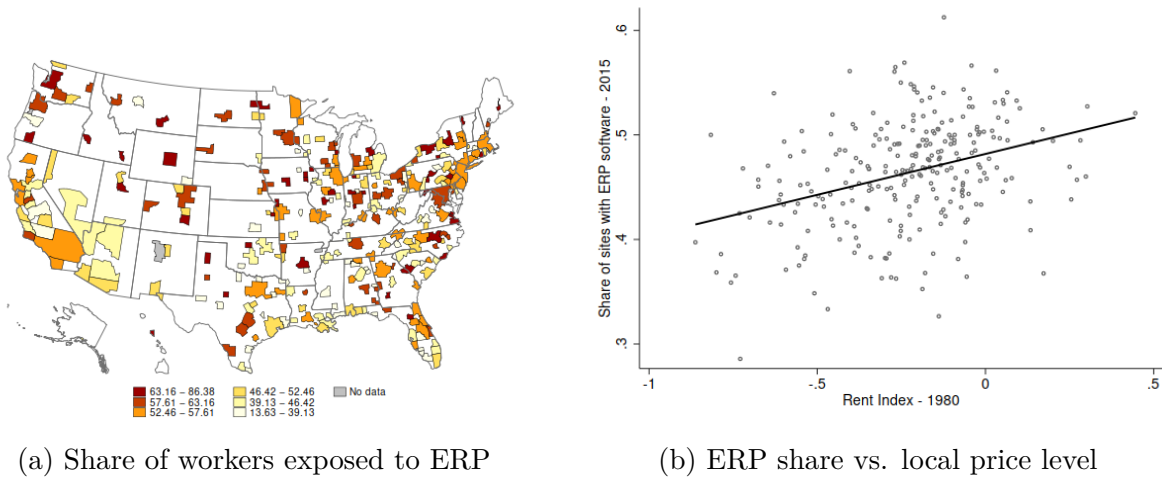 63.16 – 86.38
57.61 – 63.16
52.46 – 57.61
46.42 – 52.46
39.13 – 46.42
13.63 – 39.13
No data
(a) Share of workers exposed to ERP
Share of sites with ERP software - 2015
.6
.5
.4
.3
-1
-.5
0
.5
Rent Index - 1980
(b) ERP share vs. local price level